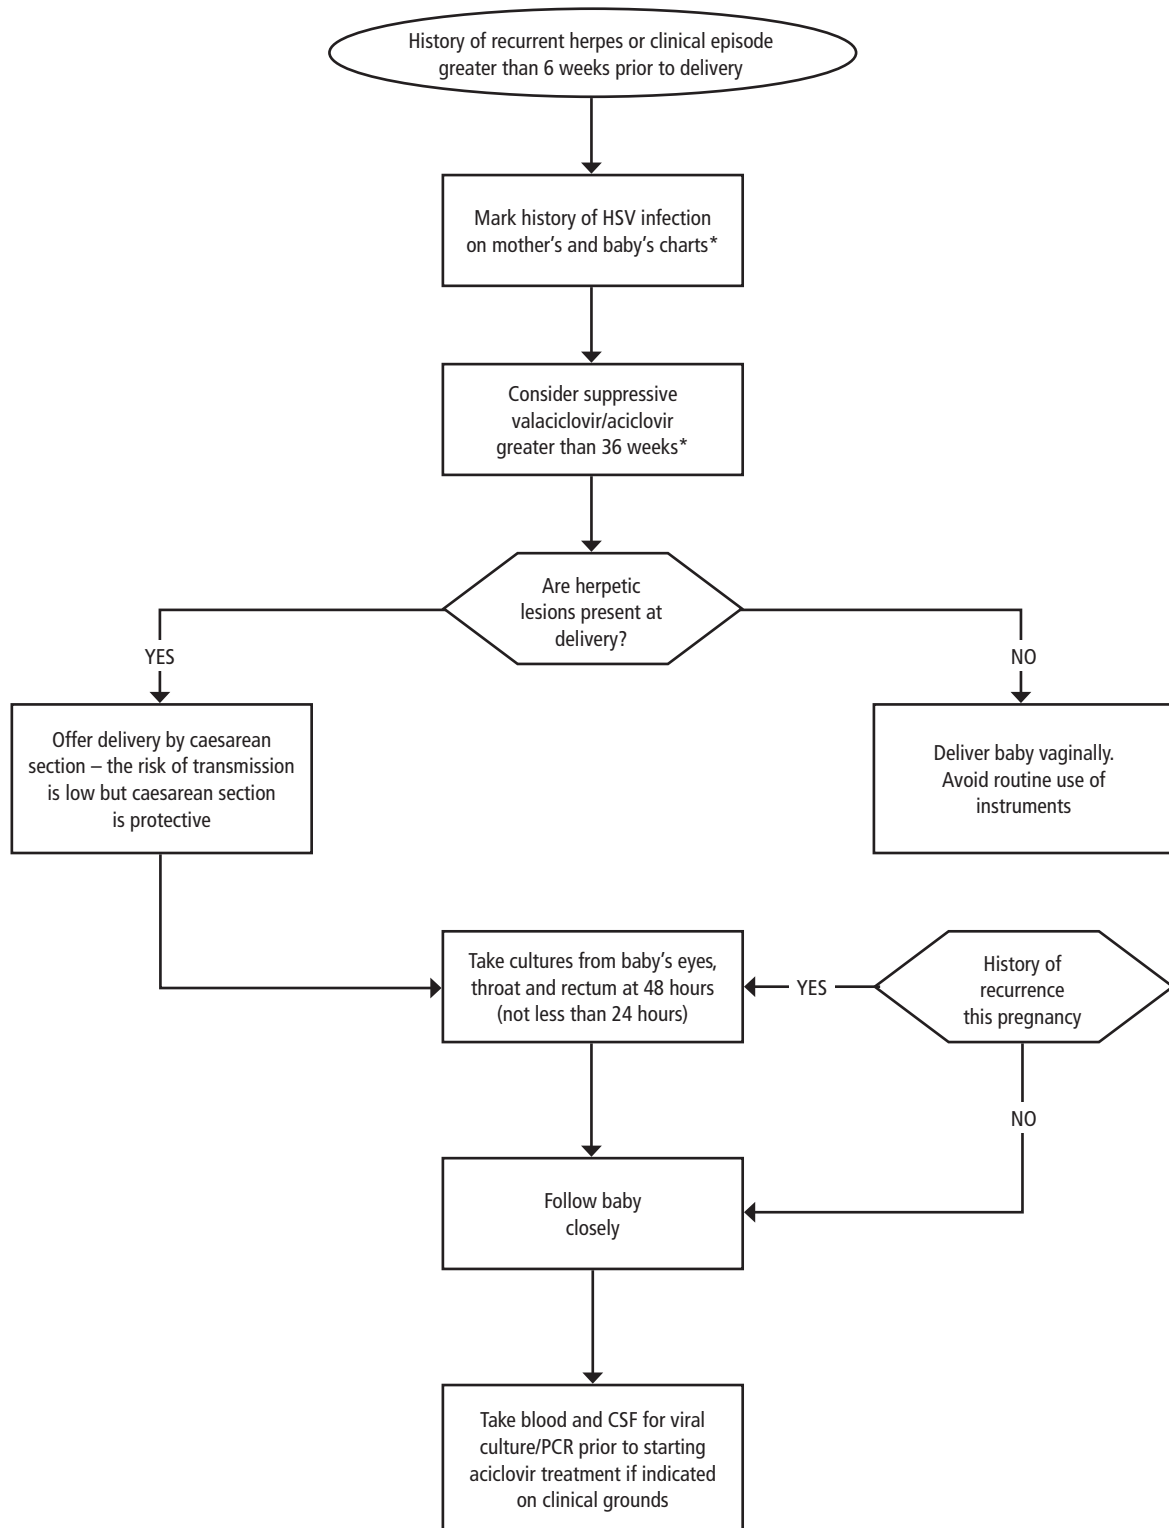 History of recurrent herpes or clinical episode
greater than 6 weeks prior to delivery
Mark history of HSV infection
on mother’s and baby’s charts*
Consider suppressive
valaciclovir/aciclovir
greater than 36 weeks*
Are herpetic
lesions present at
delivery?
YES
NO
Offer delivery by caesarean
section – the risk of transmission
is low but caesarean section
is protective
Deliver baby vaginally.
Avoid routine use of
instruments
Take cultures from baby’s eyes,
throat and rectum at 48 hours
(not less than 24 hours)
YES
History of
recurrence
this pregnancy
NO
Follow baby
closely
Take blood and CSF for viral
culture/PCR prior to starting
aciclovir treatment if indicated
on clinical grounds